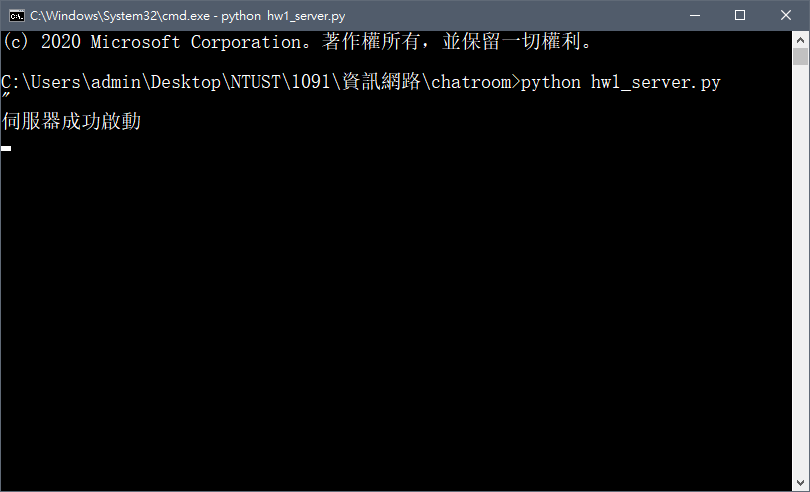 C:\Windows\System32\cmd.exe - python hw1_server.py
(c) 2020 Microsoft Corporation。著作權所有，並保留一切權利。
C:\Users\admin\Desktop\NTUST\1091\資訊網路\chatroom>python hw1_server.py
"
伺服器成功啟動